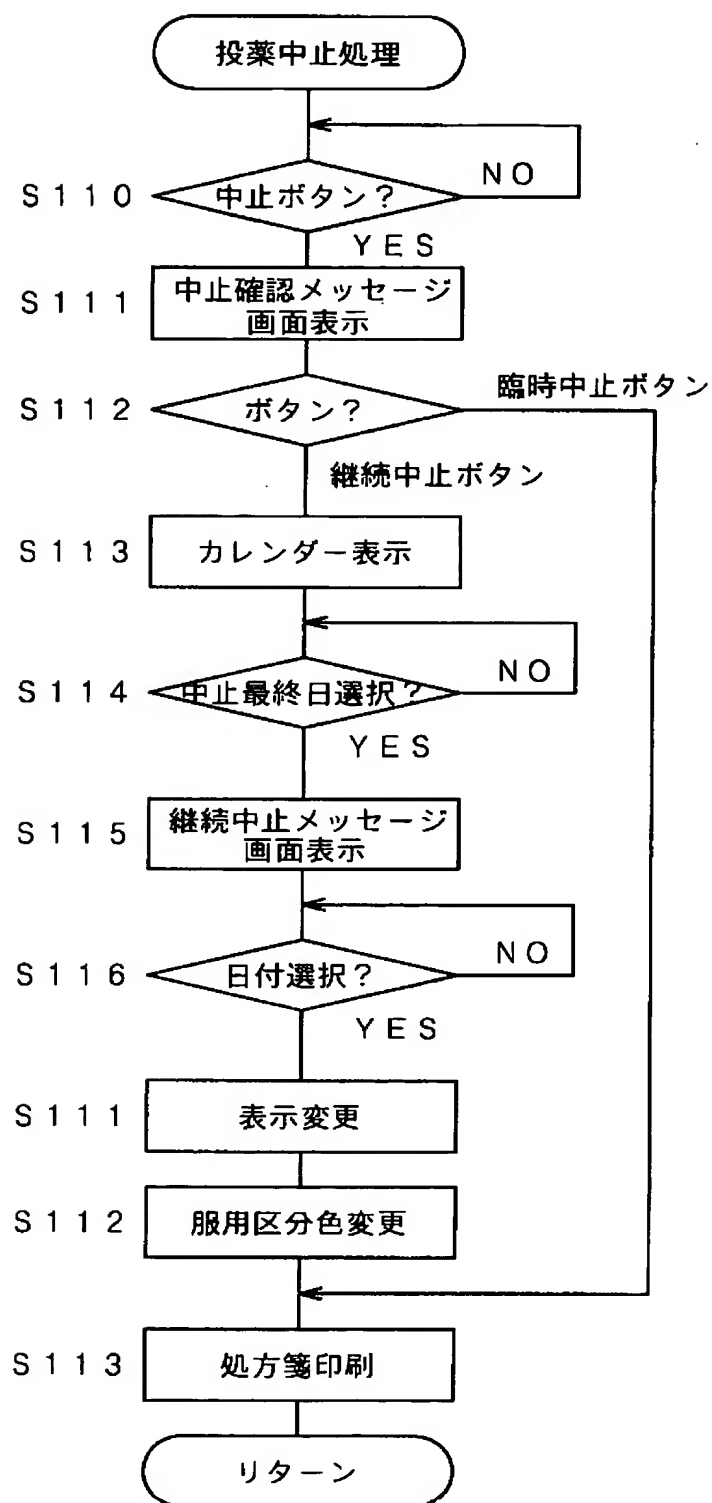 投薬中止処理
NO
S110
中止ボタン?
YES
S111
中止確認メッセージ
画面表示
臨時中止ボタン
S112
ボタン?
継続中止ボタン
S113
カレンダー表示
NO
S114
中止最終日選択?
YES
S115
継続中止メッセージ
画面表示
NO
S116
日付選択?
YES
S111
表示変更
S112
服用区分色変更
S113
処方箋印刷
リターン